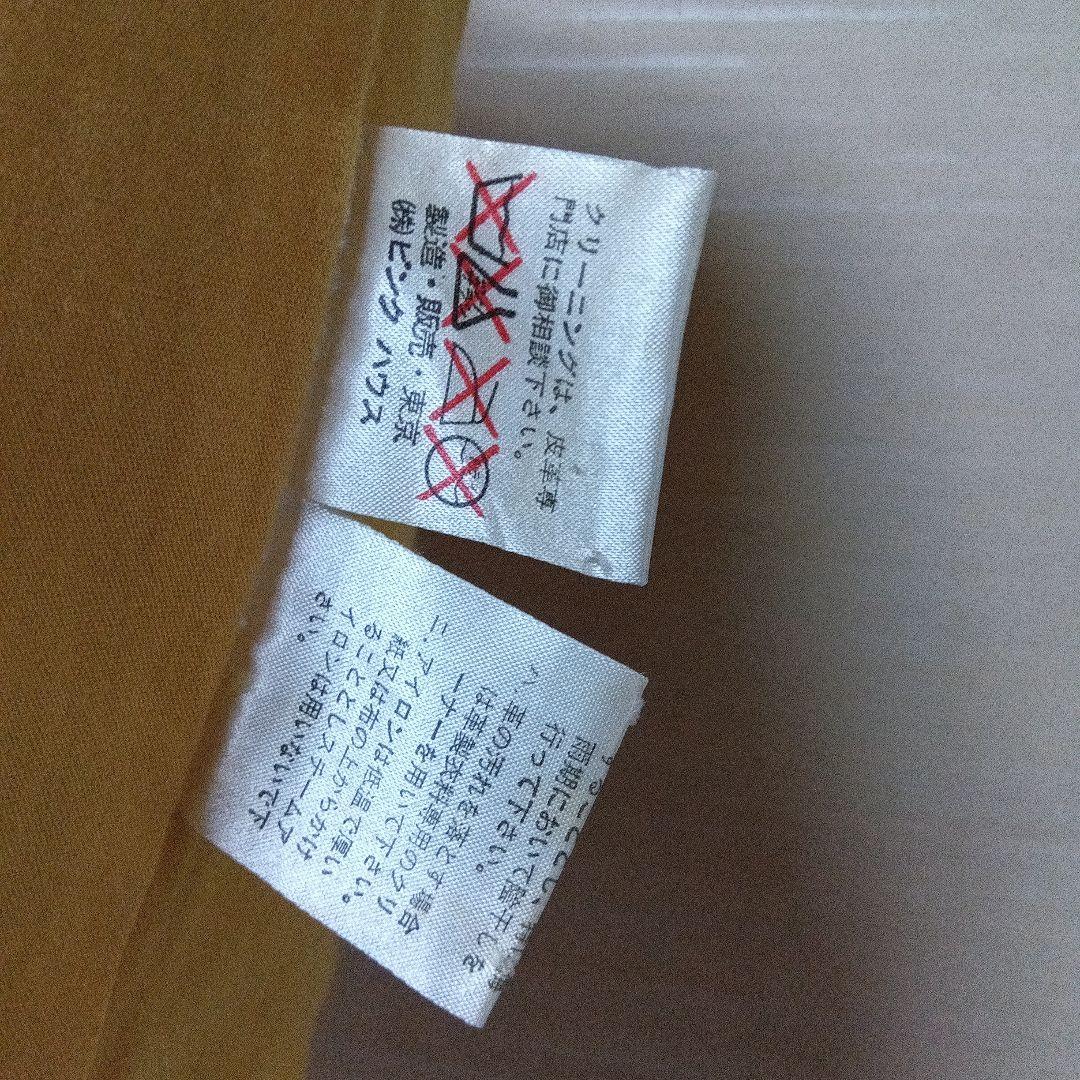 クリーニングは、皮革専
門店に御相談下さい。
製造・販売・東京
㈱ピンク ハウス
雨期において陰干しを
行って下さい。
革の汚れを落とす場合
は革製衣料専用のクリ
ーナーを用いて下さい。
三.アイロンは低温で厚い
紙又は布の上からかけ
ることとしスチームア
イロンは用いないで下
さい。